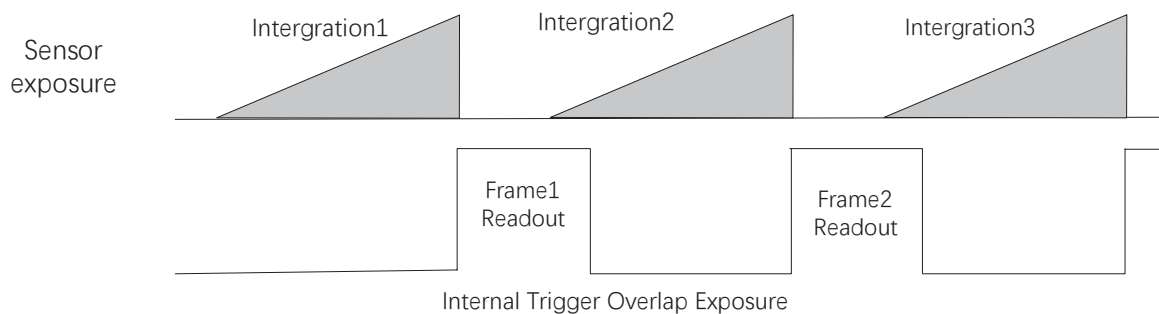 Intergration1
Intergration2
Intergration3
Sensor
exposure
Frame1
Readout
Frame2
Readout
Internal Trigger Overlap Exposure